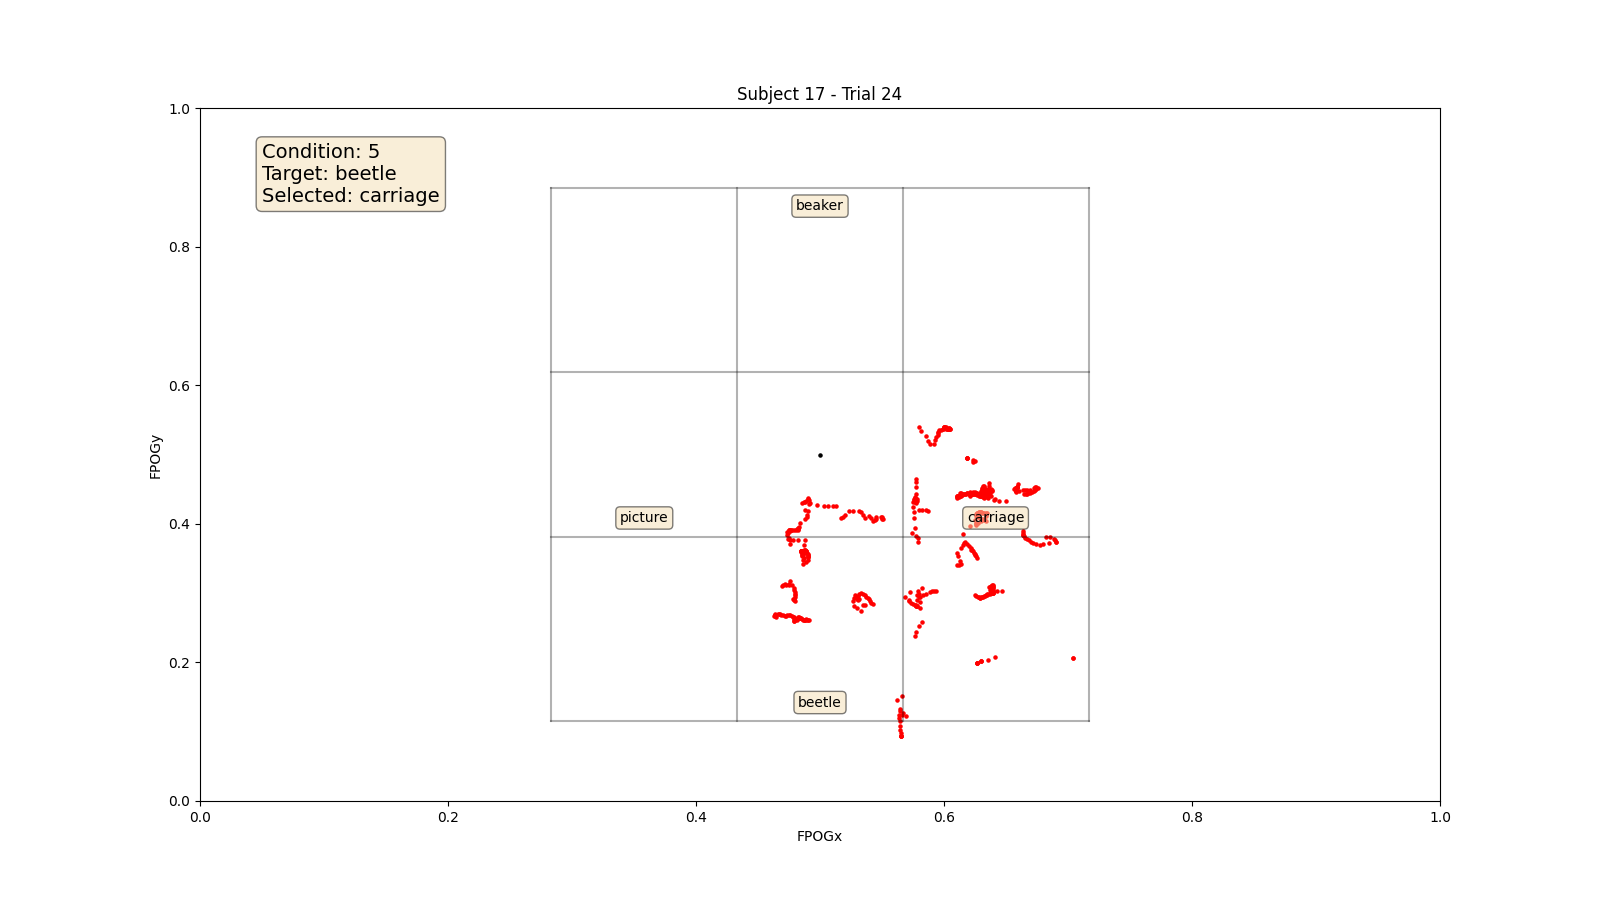 Subject 17 - Trial 24
1.0
Condition: 5
Target: beetle
Selected: carriage
beaker
0.8
0.6
FPOGy
picture
carriage
0.4
0.2
beetle
0.0
0.0 0.2 0.4 0.6 0.8 1.0
FPOGx